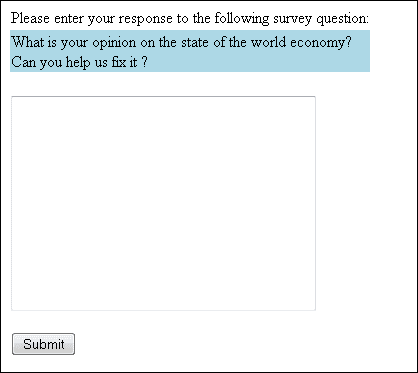 Please enter your response to the following survey question:
What is your opinion on the state of the world economy?
Can you help us fix it ?
Submit